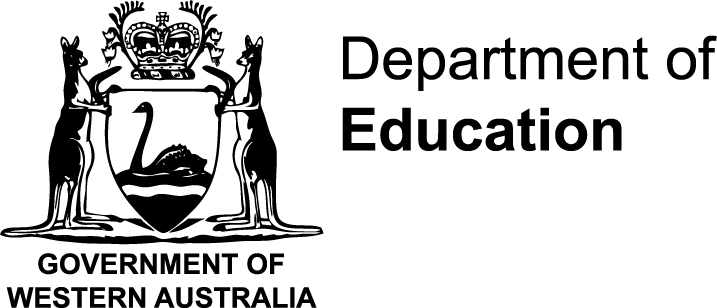 Department of
Education
GOVERNMENT OF
WESTERN AUSTRALIA